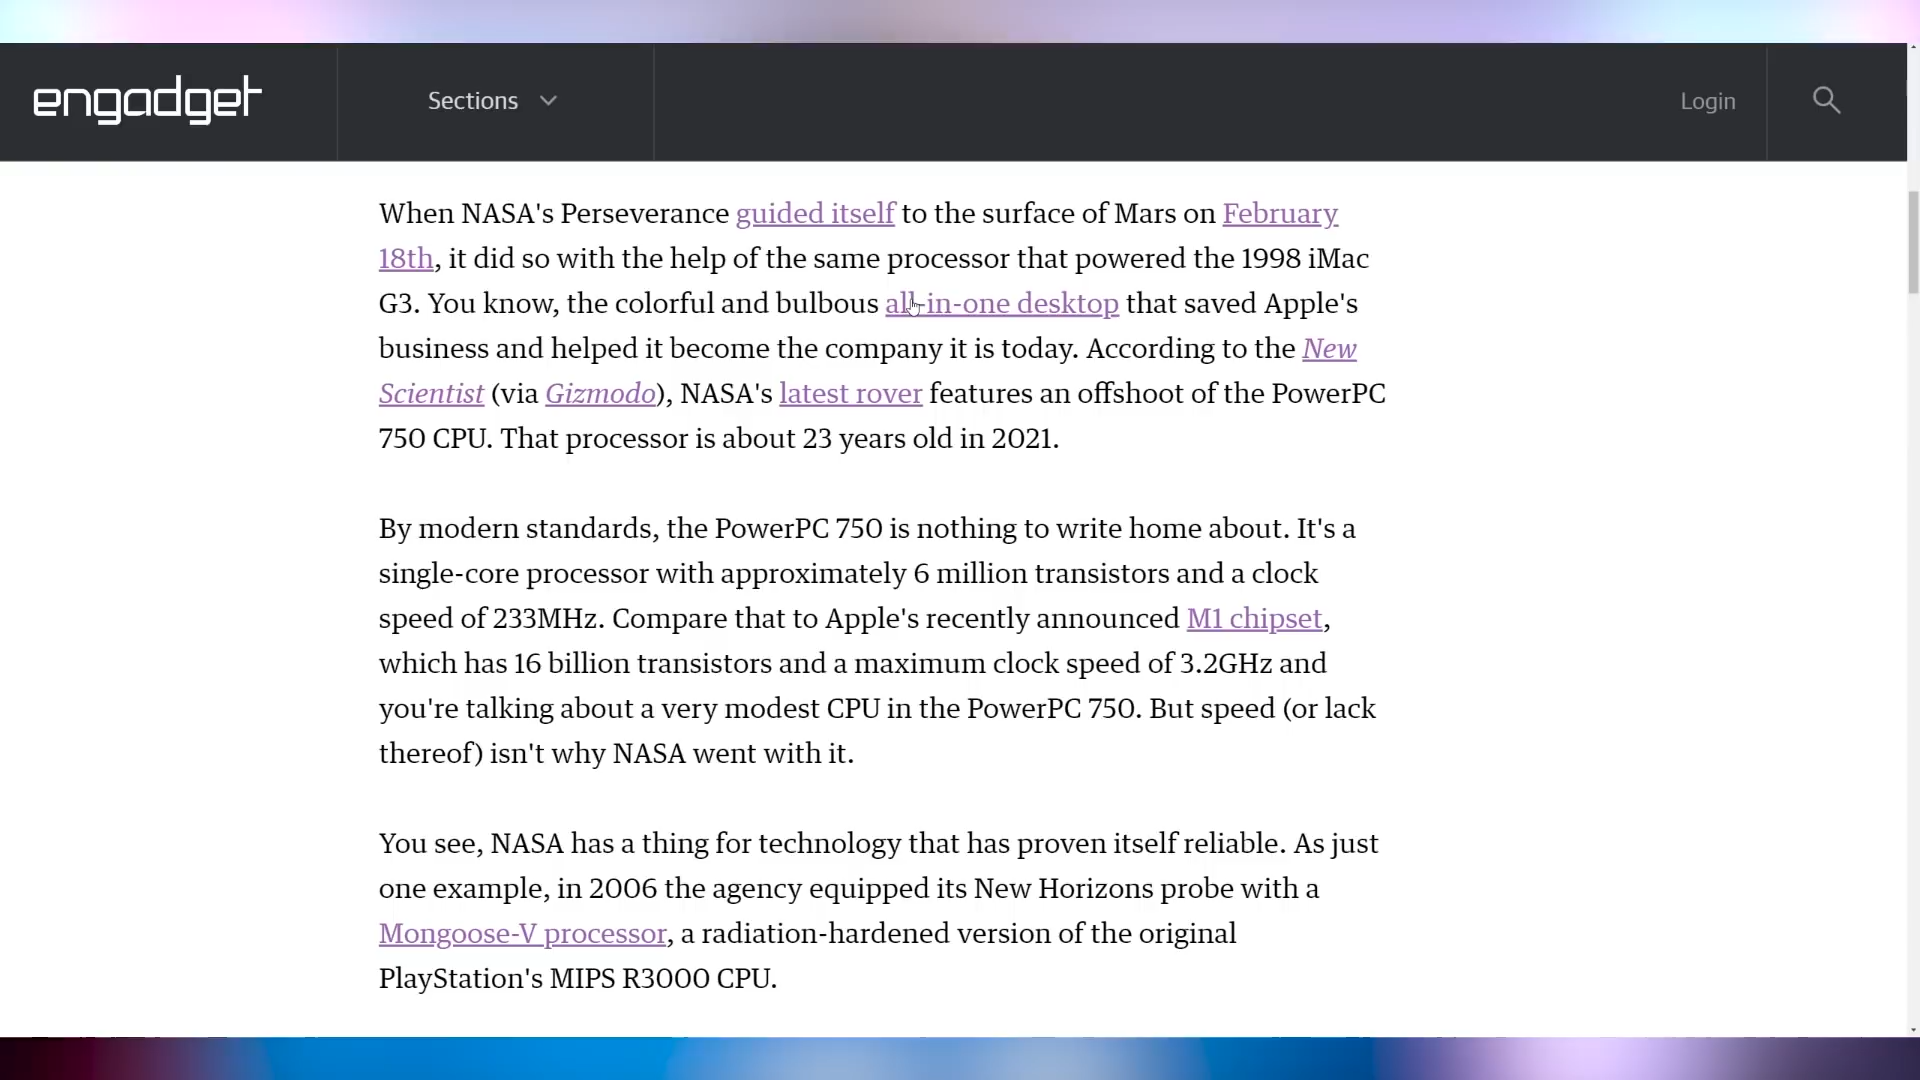 engadget
Sections
Login
When NASA's Perseverance guided itself to the surface of Mars on February
18th, it did so with the help of the same processor that powered the 1998 iMac
G3. You know, the colorful and bulbous all-in-one desktop that saved Apple's
business and helped it become the company it is today. According to the New
Scientist (via Gizmodo), NASA's latest rover features an offshoot of the PowerPC
750 CPU. That processor is about 23 years old in 2021.
By modern standards, the PowerPC 750 is nothing to write home about. It's a
single-core processor with approximately 6 million transistors and a clock
speed of 233MHz. Compare that to Apple's recently announced M1 chipset,
which has 16 billion transistors and a maximum clock speed of 3.2GHz and
you're talking about a very modest CPU in the PowerPC 750. But speed (or lack
thereof) isn't why NASA went with it.
You see, NASA has a thing for technology that has proven itself reliable. As just
one example, in 2006 the agency equipped its New Horizons probe with a
Mongoose-V processor, a radiation-hardened version of the original
PlayStation's MIPS R3000 CPU.